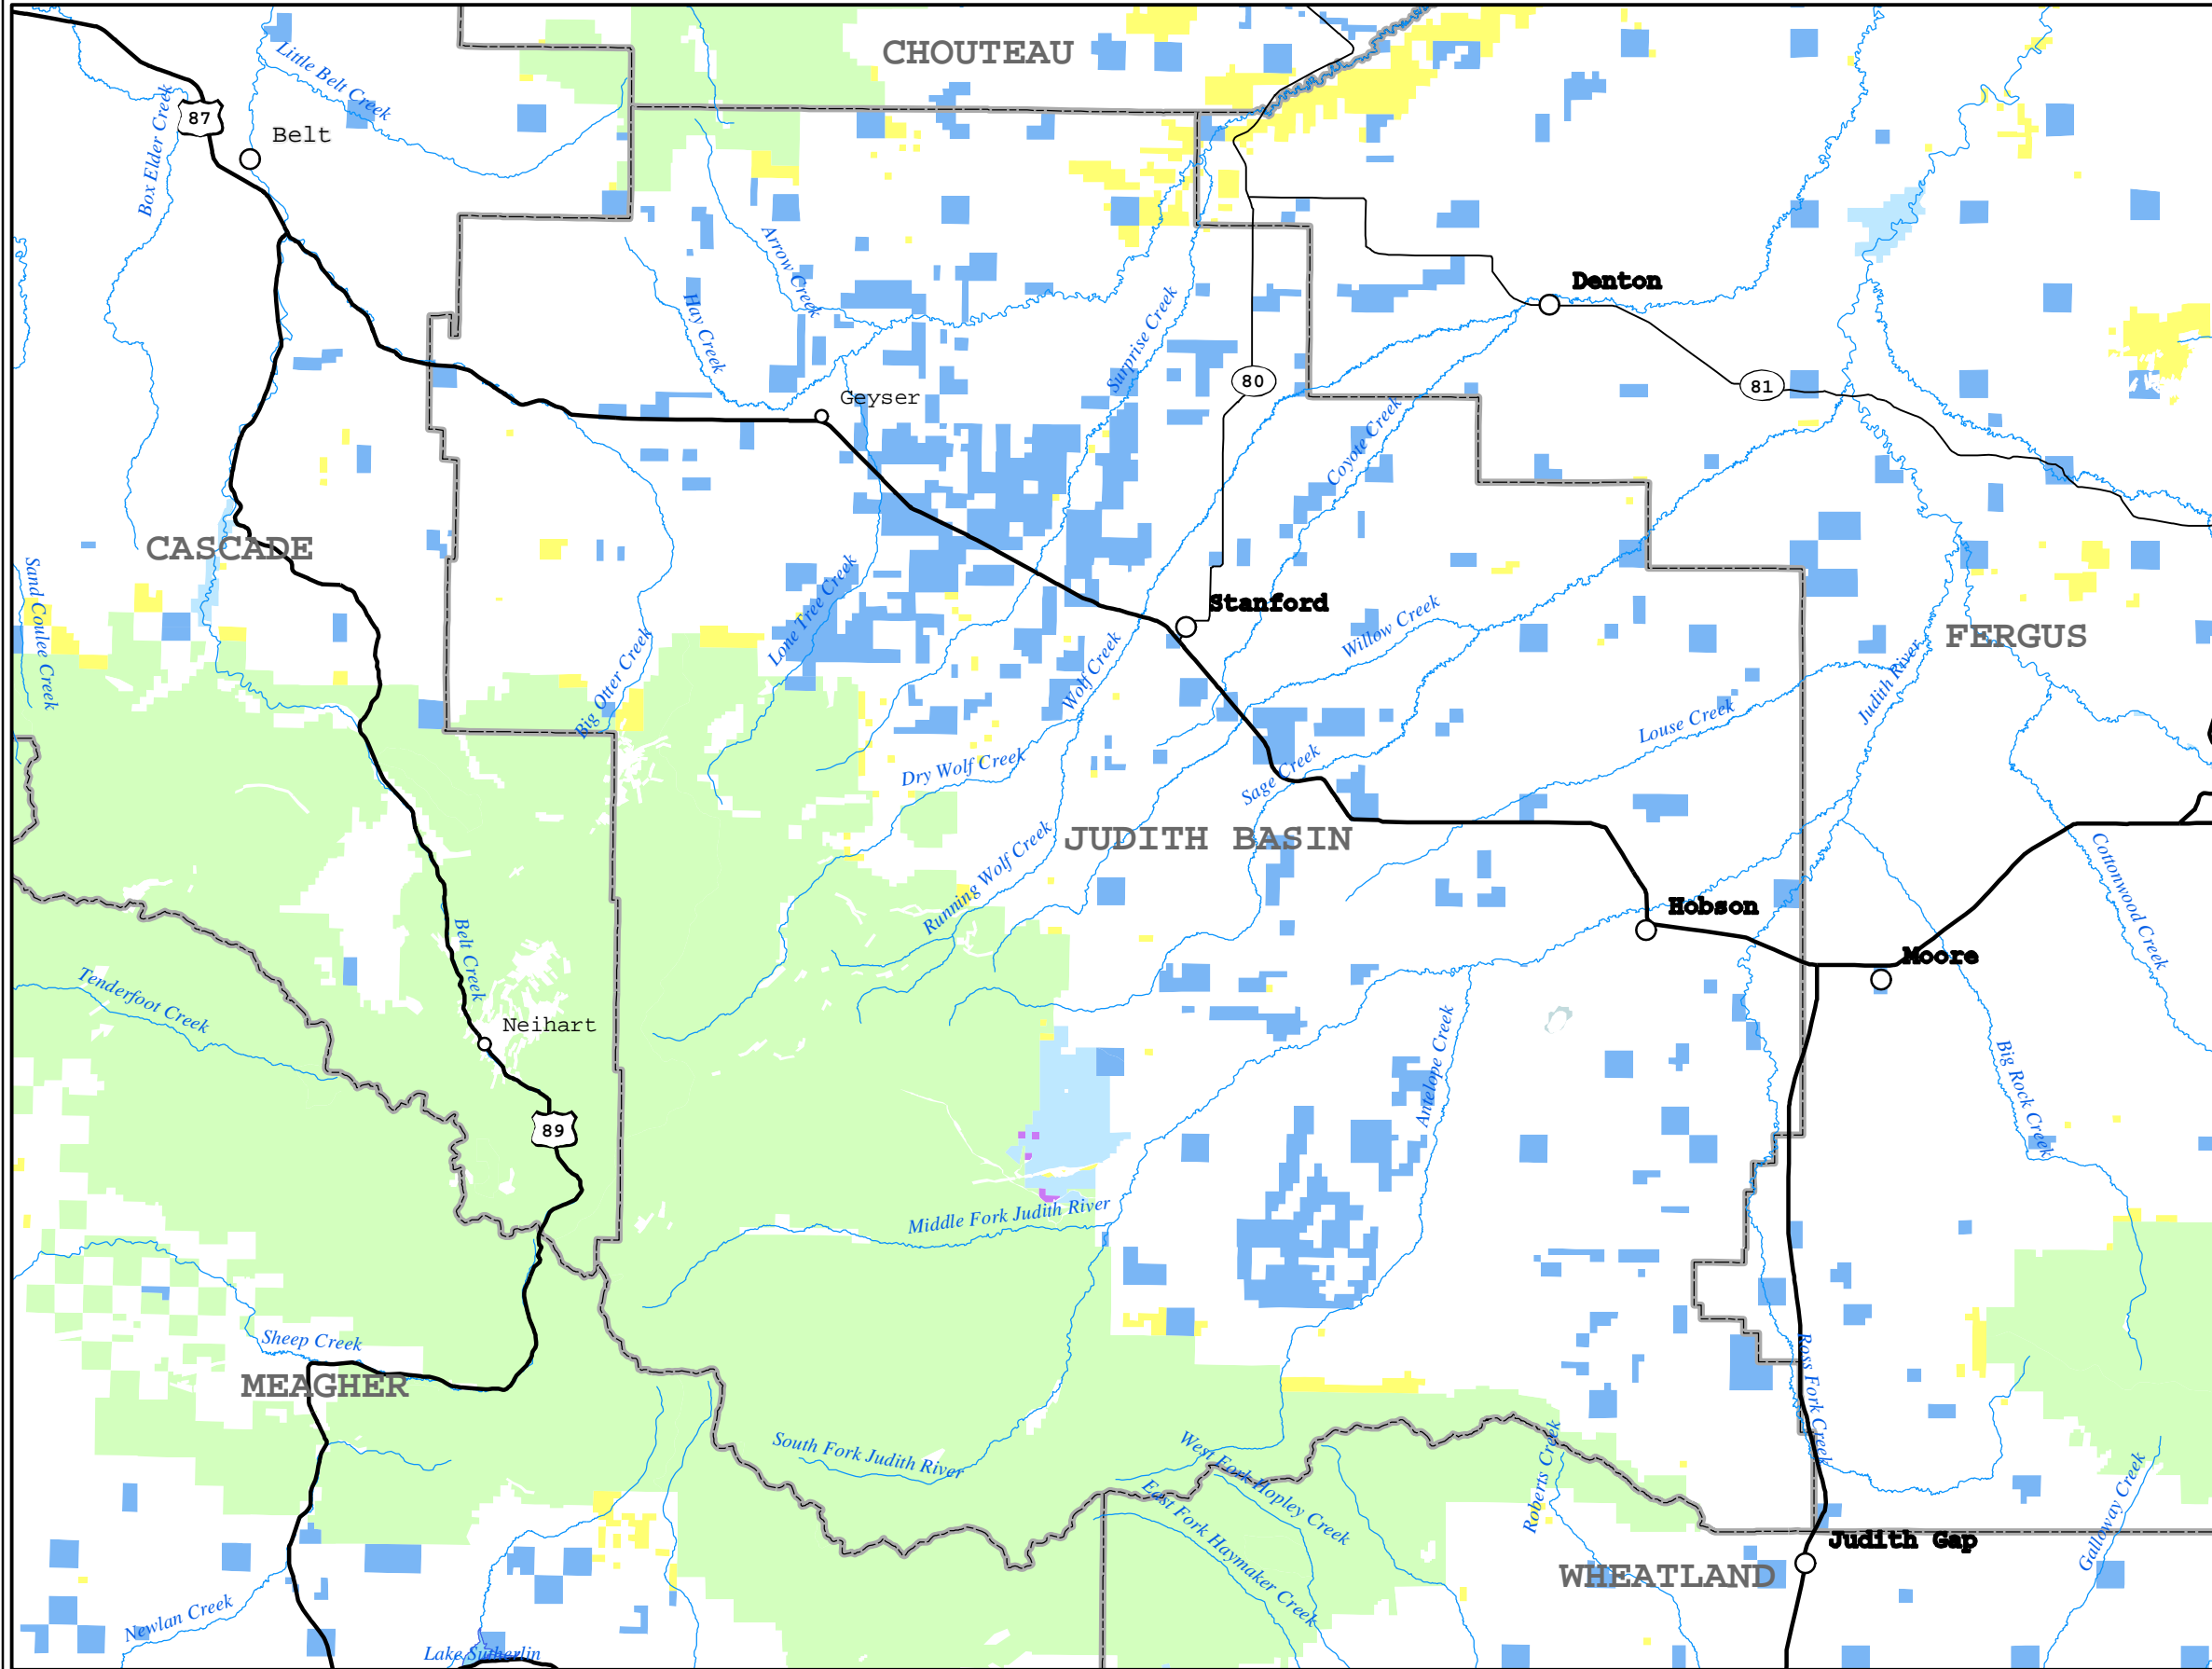 CHOUTEAU
Little Belt Creek
Box Elder Creek
87
Belt
Arrow Creek
Denton
Hay Creek
Surprise Creek
80
81
Geyser
Coyote Creek
CASCADE
Sand Coulee Creek
Lone Tree Creek
Stanford
Willow Creek
FERGUS
Big Otter Creek
Wolf Creek
Judith River
Louse Creek
Dry Wolf Creek
Sage Creek
JUDITH BASIN
Running Wolf Creek
Cottonwood Creek
Hobson
Belt Creek
Moore
Tenderfoot Creek
Neihart
Antelope Creek
Big Rock Creek
89
Middle Fork Judith River
Sheep Creek
MEAGHER
Ross Fork Creek
South Fork Judith River
West Fork Hopley Creek
Roberts Creek
East Fork Haymaker Creek
Galloway Creek
Judith Gap
WHEATLAND
Newlan Creek
Lake Sutherlin